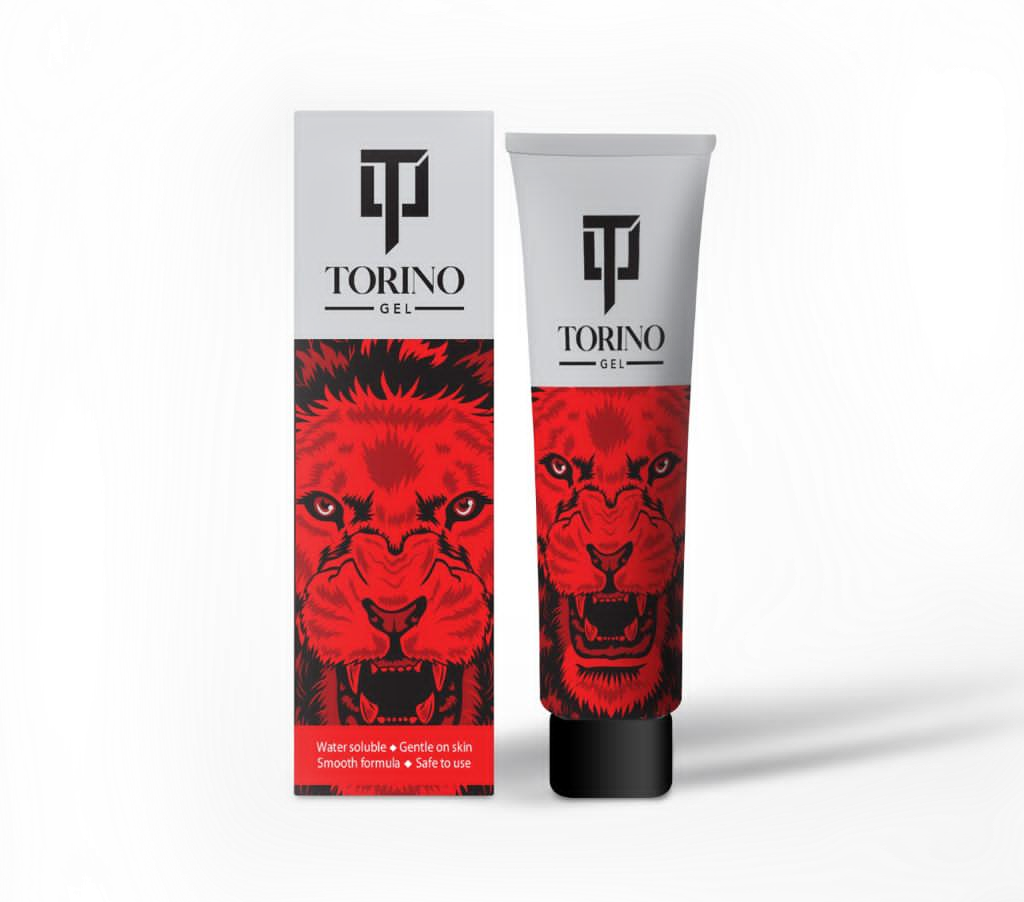 TORINO
GEL
Water soluble ◆ Gentle on skin
Smooth formula ◆ Safe to use
TORINO
GEL